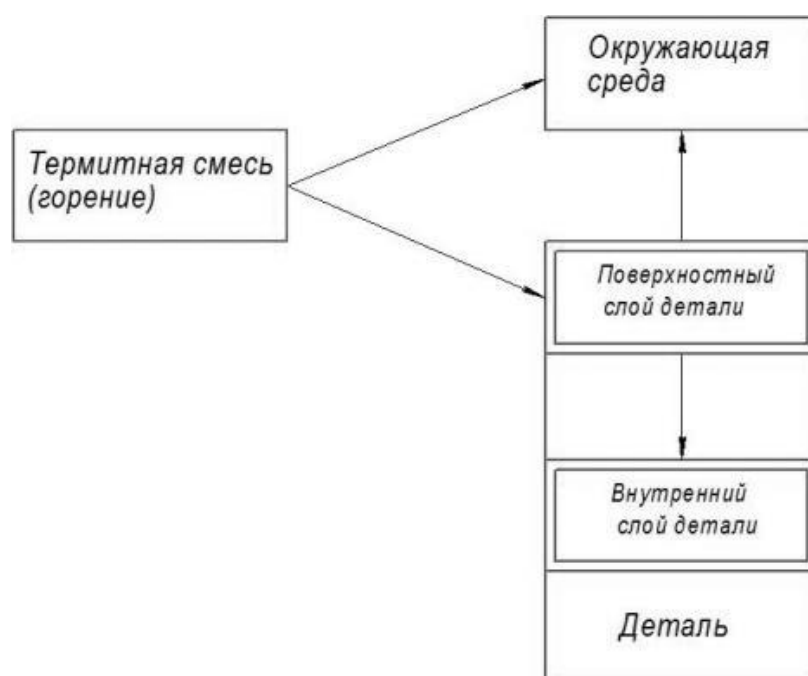 Окружающая
среда
Термитная смесь
(горение)
Поверхностный
слой детали
Внутренний
слой детали
Деталь